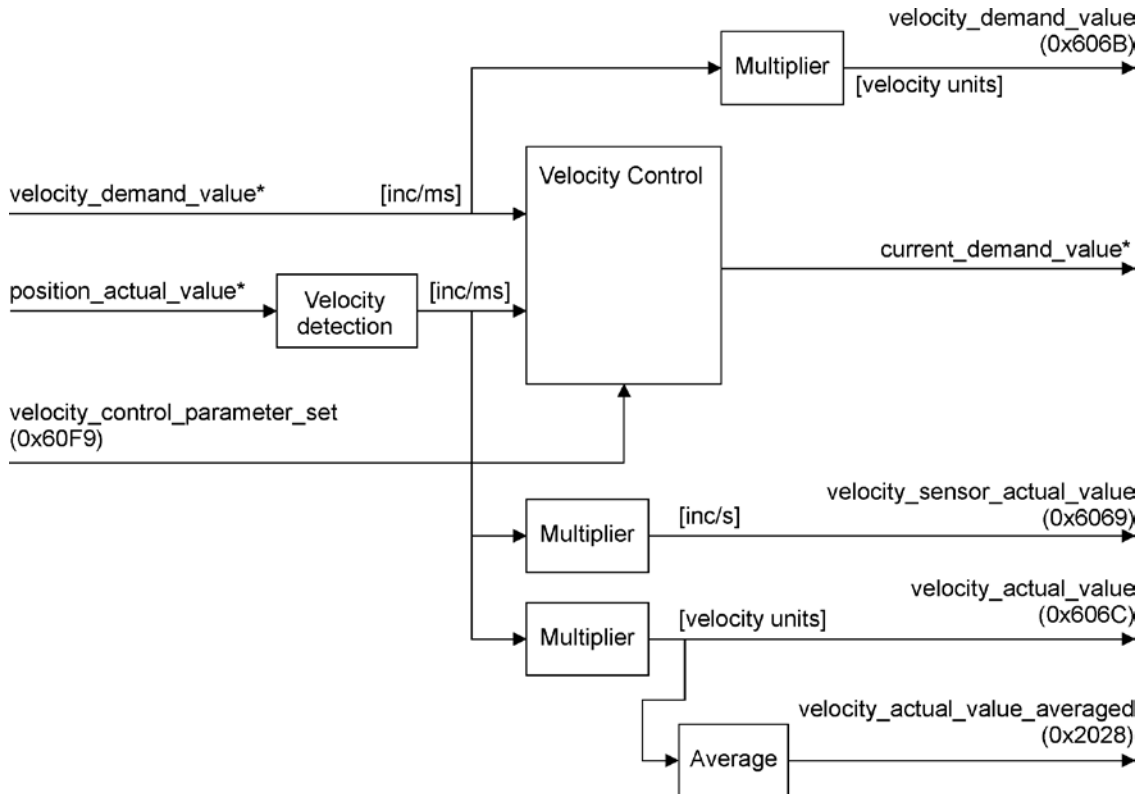 velocity_demand_value
(0x606B)
Multiplier
[velocity units]
Velocity Control
velocity_demand_value*
[inc/ms]
current_demand_value*
position_actual_value*
Velocity
detection
[inc/ms]
velocity_control_parameter_set
(0x60F9)
velocity_sensor_actual_value
(0x6069)
Multiplier
[inc/s]
velocity_actual_value
(0x606C)
Multiplier
[velocity units]
velocity_actual_value_averaged
(0x2028)
Average